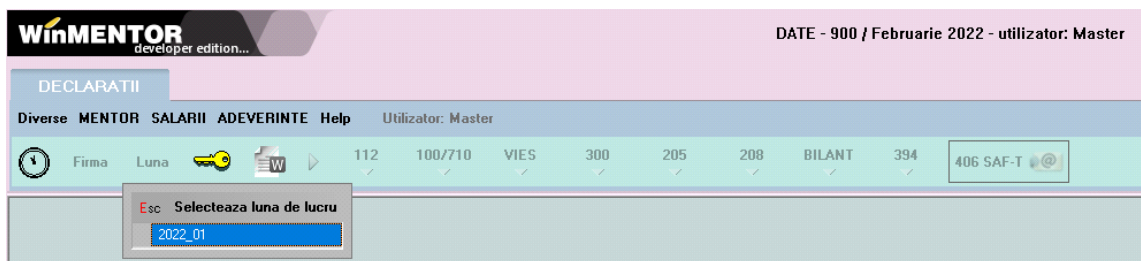 WinMENTOR
developer edition...
DATE - 900 / Februarie 2022 - utilizator: Master
DECLARATII
Diverse MENTOR SALARII ADEVERINTE Help Utilizator: Master
Firma Luna W 112 100/710 VIES 300 205 208 BILANT 394 406 SAF-T @
Esc Selecteaza luna de lucru
2022_01